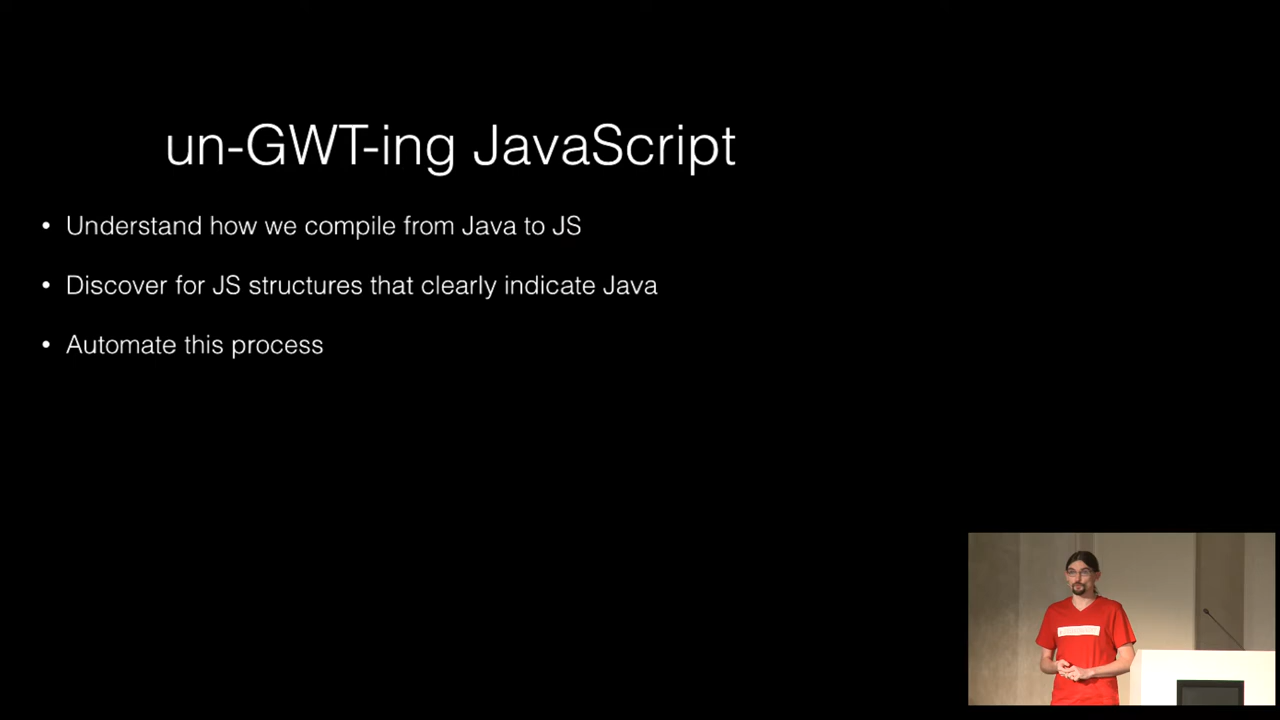 un-GWT-ing JavaScript
• Understand how we compile from Java to JS
• Discover for JS structures that clearly indicate Java
• Automate this process